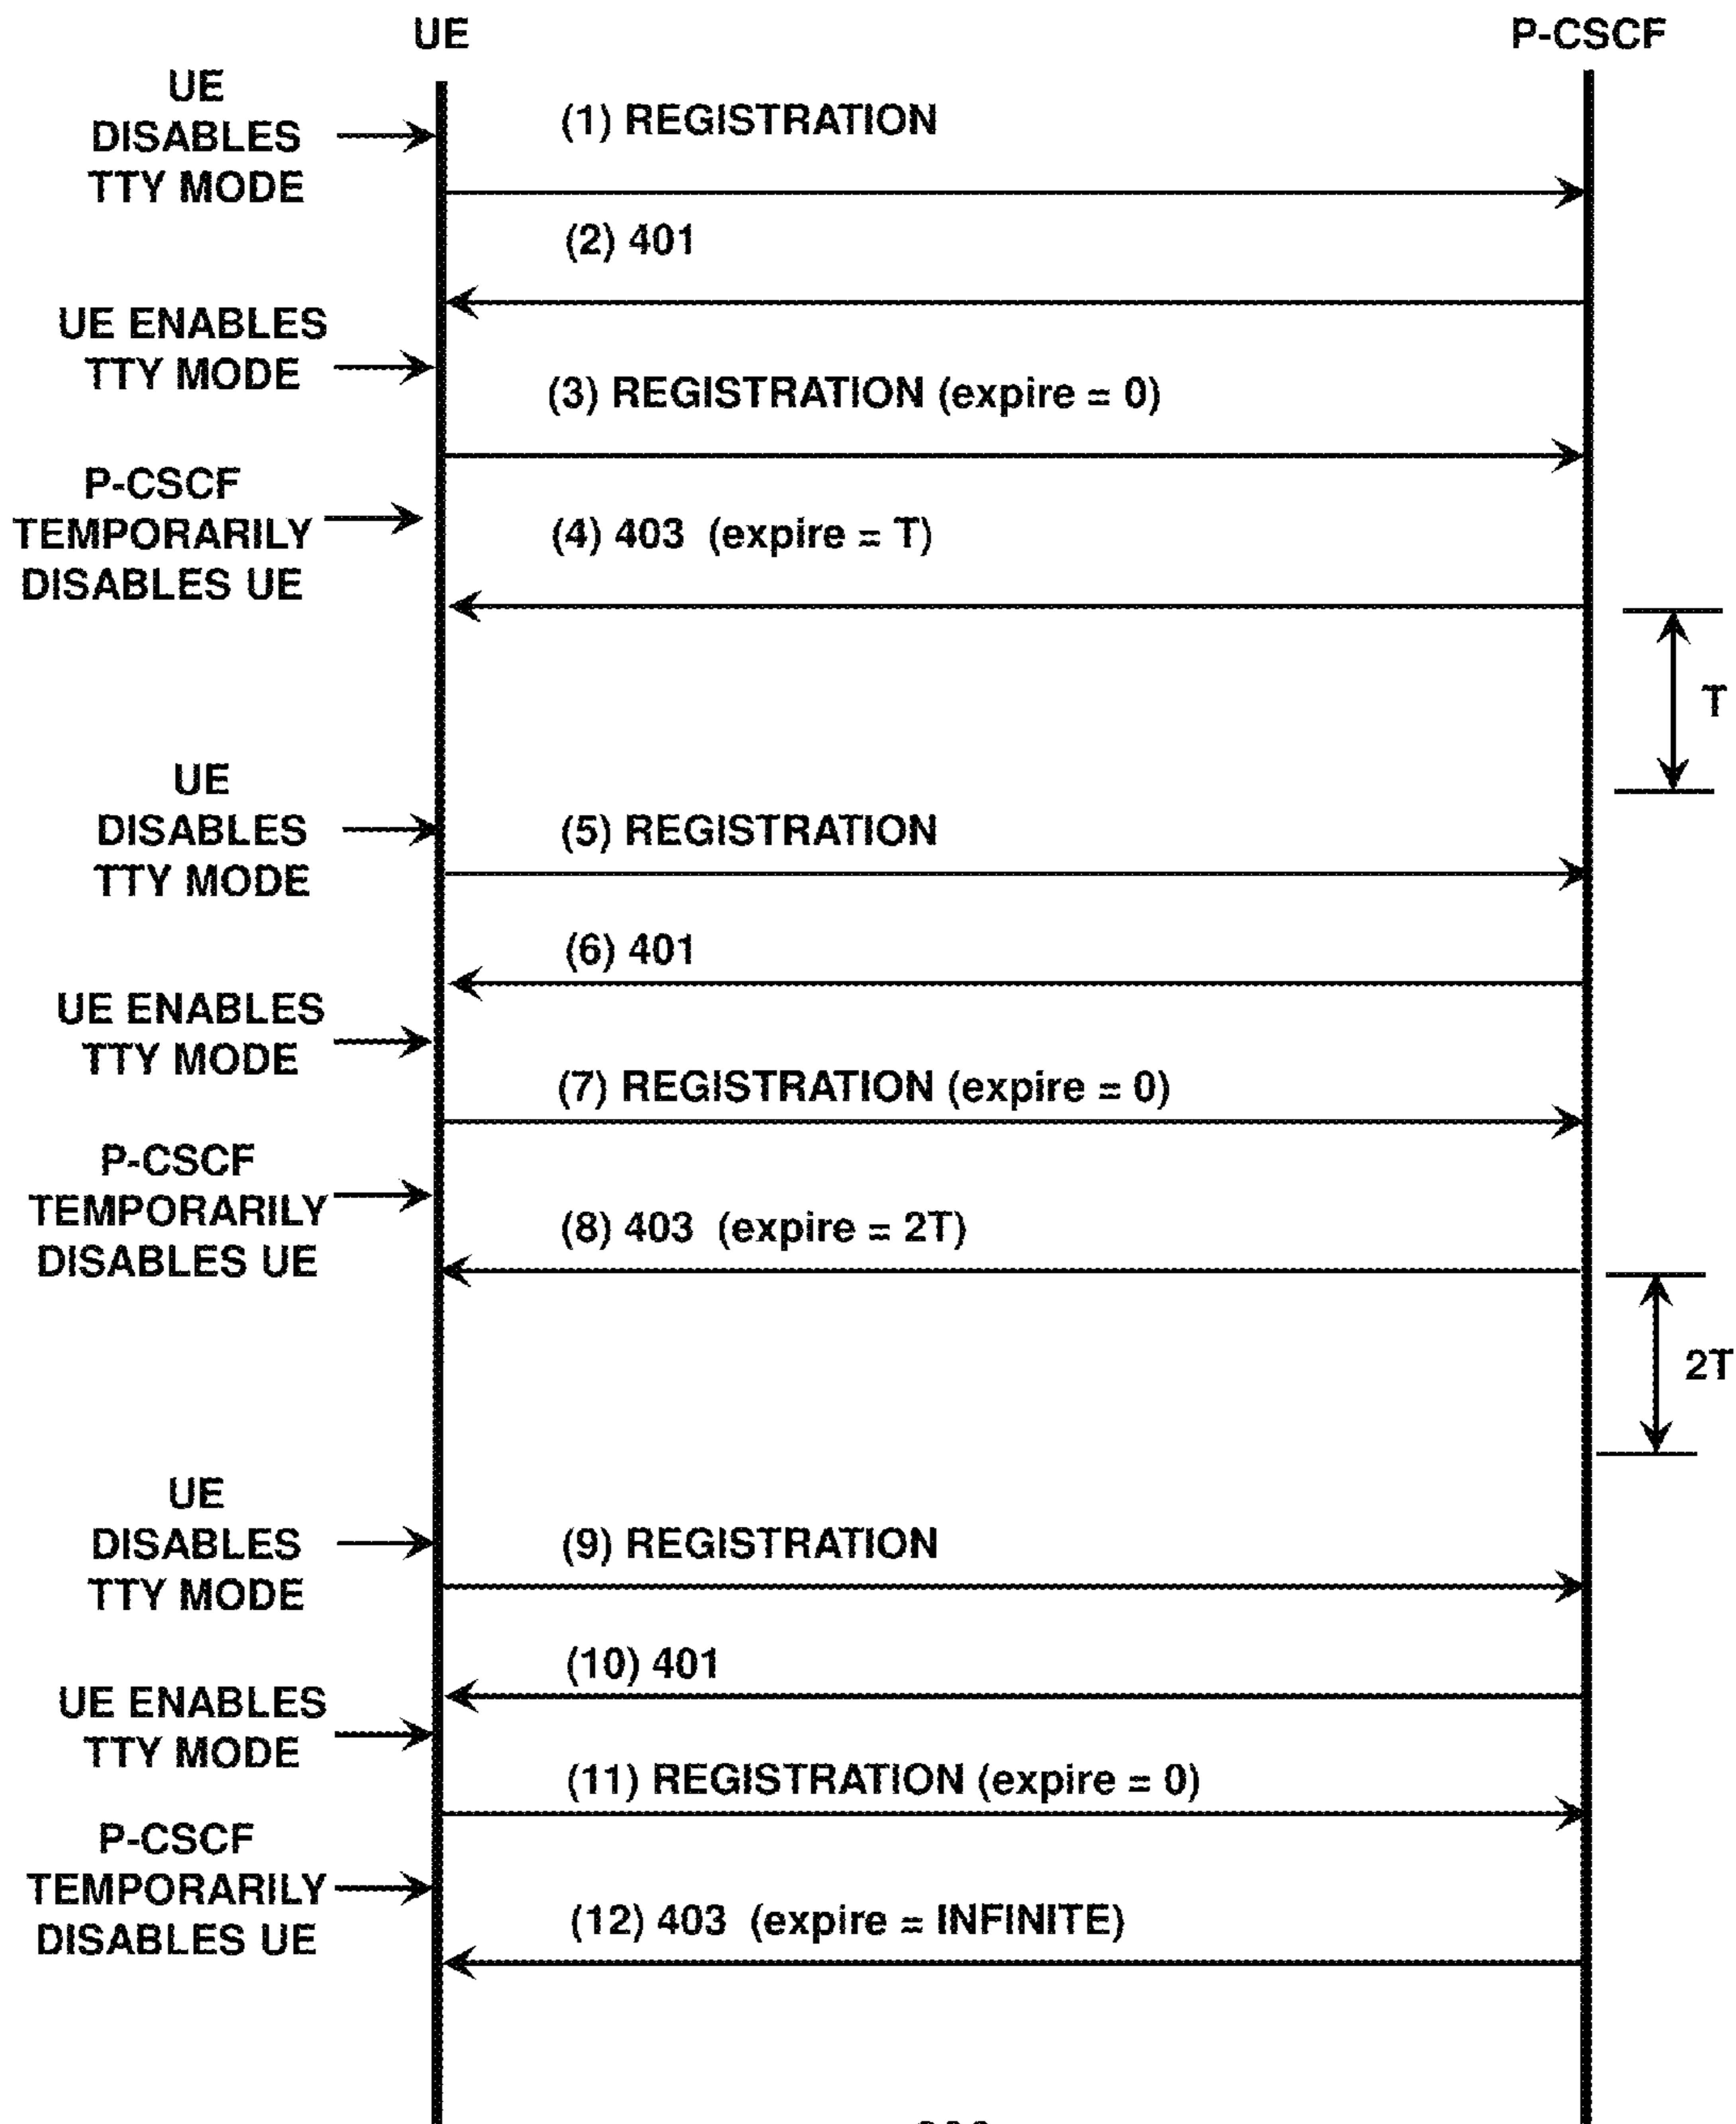 UE
P-CSCF
UE
DISABLES
TTY MODE
(1) REGISTRATION
(2) 401
UE ENABLES
TTY MODE
(3) REGISTRATION (expire = 0)
P-CSCF
TEMPORARILY
DISABLES UE
(4) 403 (expire = T)
T
UE
DISABLES
TTY MODE
(5) REGISTRATION
(6) 401
UE ENABLES
TTY MODE
(7) REGISTRATION (expire = 0)
P-CSCF
TEMPORARILY
DISABLES UE
(8) 403 (expire = 2T)
2T
UE
DISABLES
TTY MODE
(9) REGISTRATION
(10) 401
UE ENABLES
TTY MODE
(11) REGISTRATION (expire = 0)
P-CSCF
TEMPORARILY
DISABLES UE
(12) 403 (expire = INFINITE)